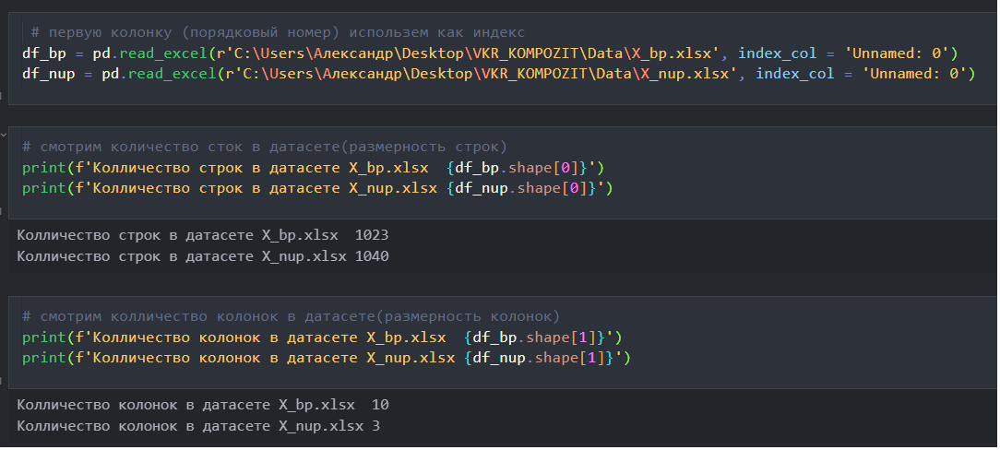 # первую колонку (порядковый номер) использем как индекс
df_bp = pd.read_excel(r'C:\Users\Александр\Desktop\VKR_KOMPOZIT\Data\X_bp.xlsx', index_col = 'Unnamed: 0')
df_nup = pd.read_excel(r'C:\Users\Александр\Desktop\VKR_KOMPOZIT\Data\X_nup.xlsx', index_col = 'Unnamed: 0')
# смотрим количество сток в датасете(размерность строк)
print(f'Колличество строк в датасете X_bp.xlsx  {df_bp.shape[0]}')
print(f'Колличество строк в датасете X_nup.xlsx {df_nup.shape[0]}')
Колличество строк в датасете X_bp.xlsx  1023
Колличество строк в датасете X_nup.xlsx 1040
# смотрим колличество колонок в датасете(размерность колонок)
print(f'Колличество колонок в датасете X_bp.xlsx  {df_bp.shape[1]}')
print(f'Колличество колонок в датасете X_nup.xlsx {df_nup.shape[1]}')
Колличество колонок в датасете X_bp.xlsx  10
Колличество колонок в датасете X_nup.xlsx 3